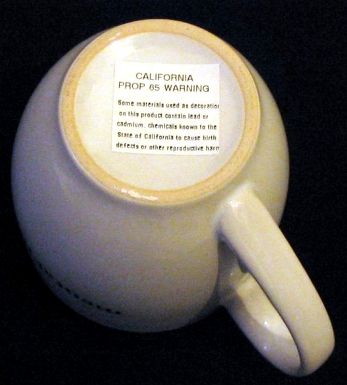 CALIFORNIA
PROP 65 WARNING
Some materials used as decoration
on this product contain lead or
cadmium, chemicals known to the
State of California to cause birth
defects or other reproductive harm